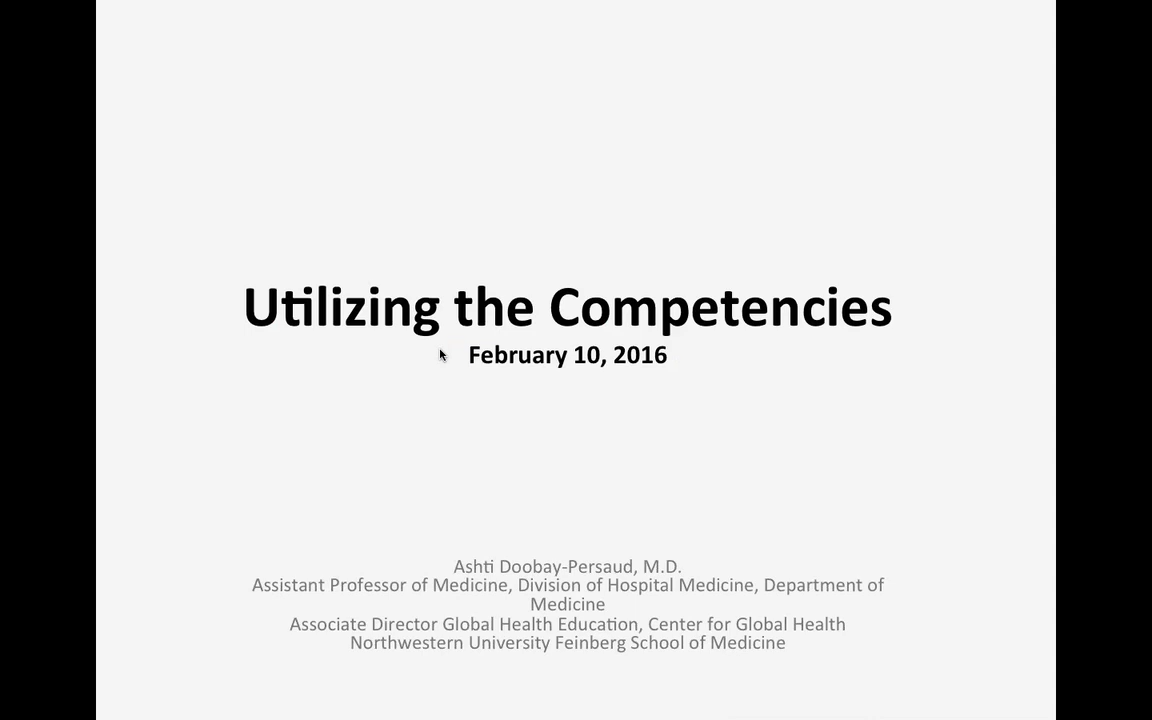 Utilizing the Competencies
February 10, 2016
Ashti Doobay-Persaud, M.D.
Assistant Professor of Medicine, Division of Hospital Medicine, Department of
Medicine
Associate Director Global Health Education, Center for Global Health
Northwestern University Feinberg School of Medicine